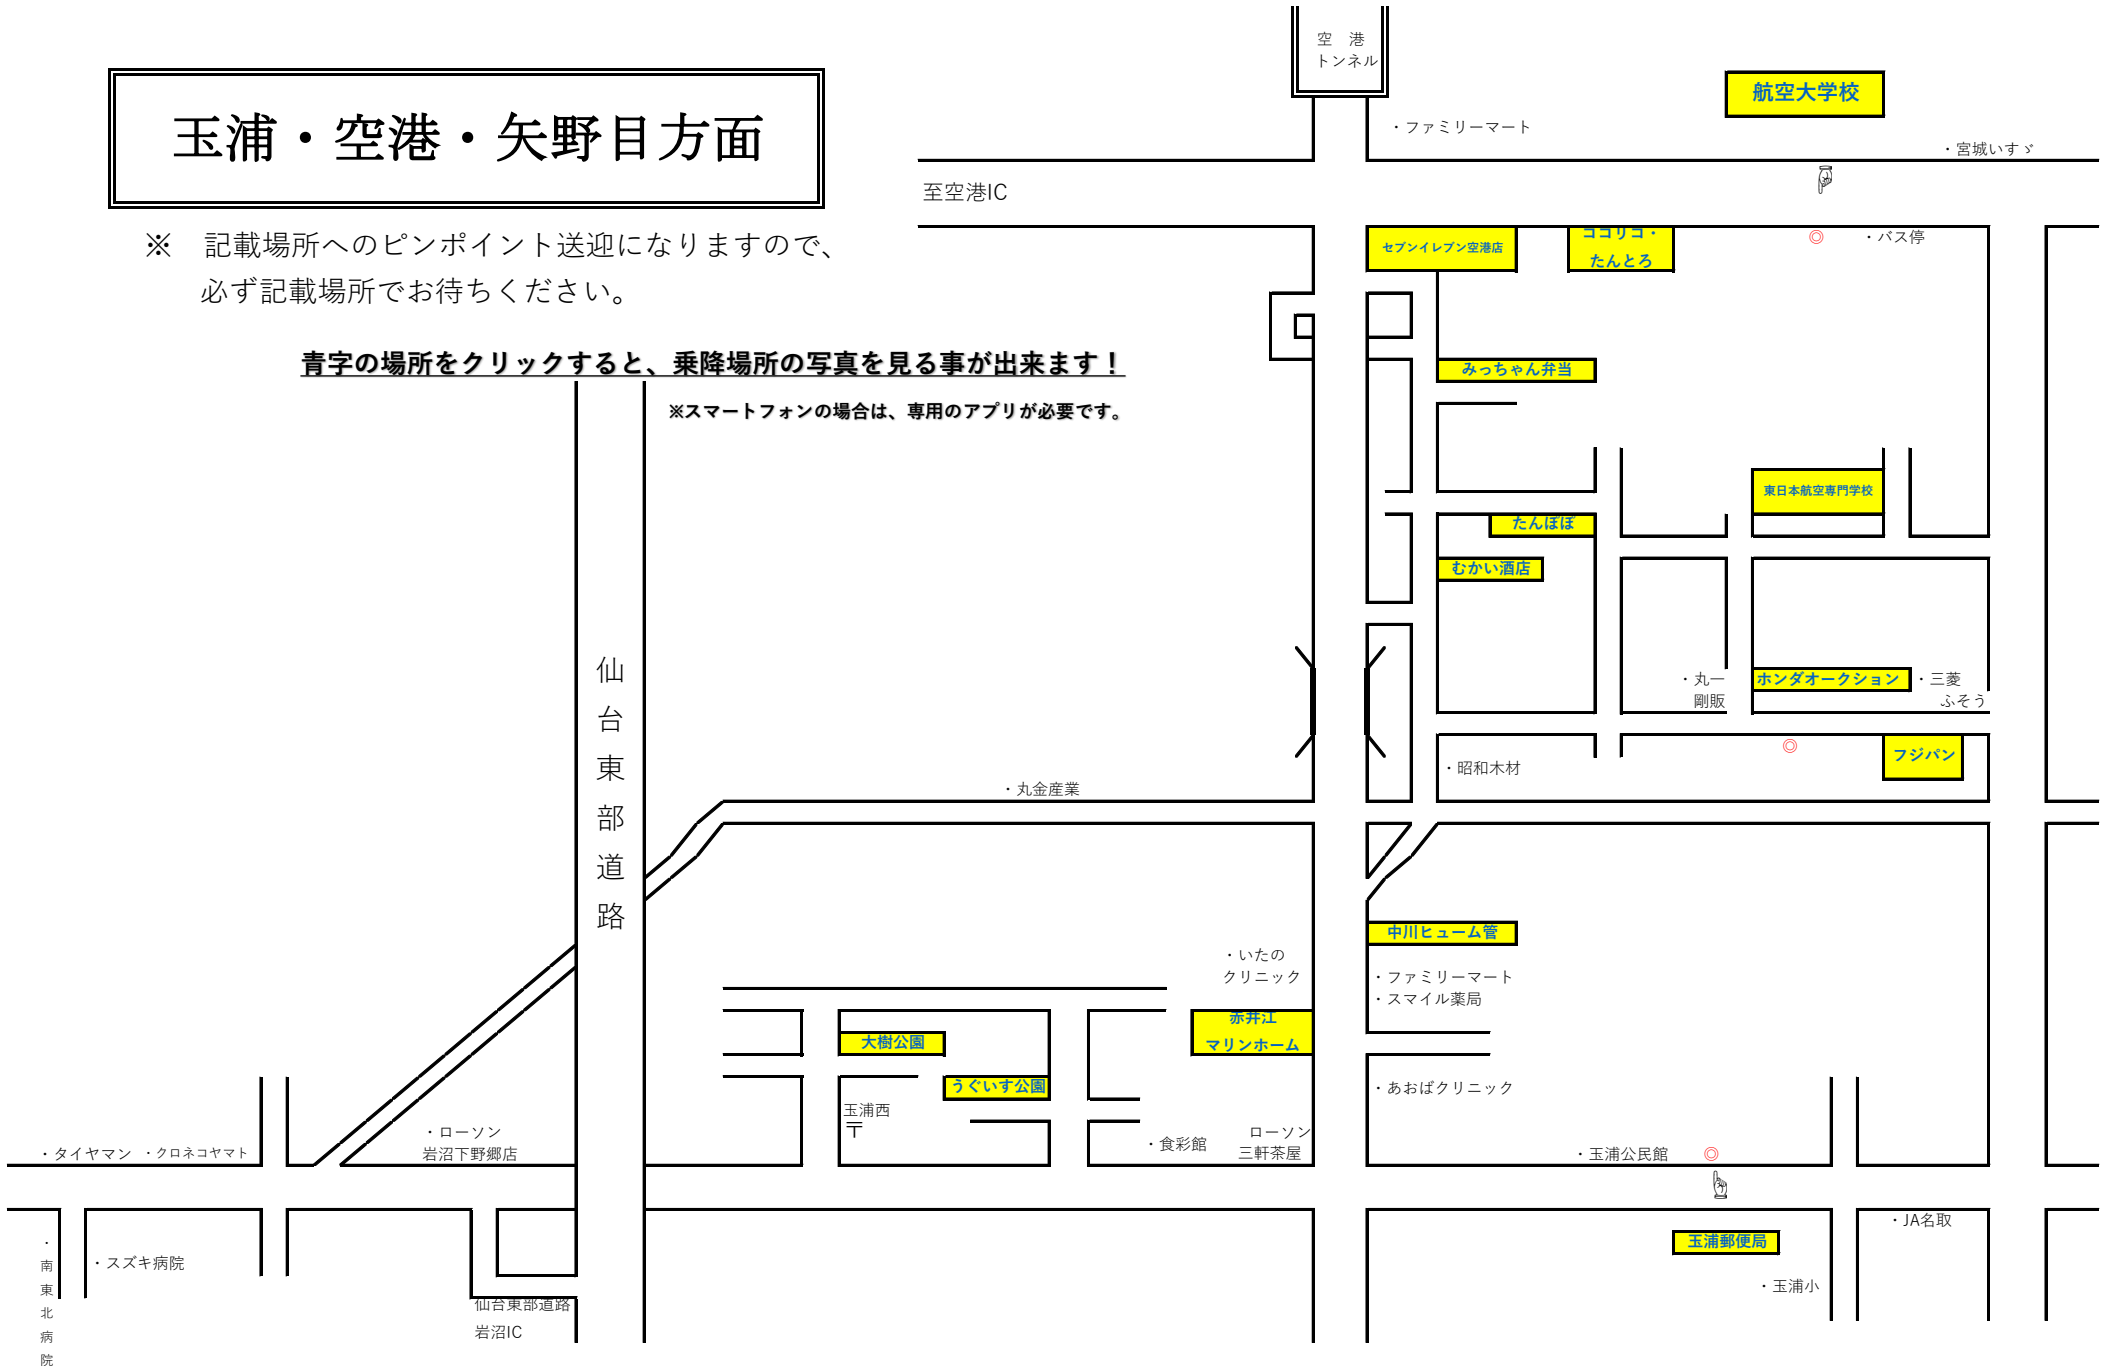 空 港
トンネル
航空大学校
玉浦・空港・矢野目方面
・ファミリーマート
・宮城いすゞ
至空港IC
※ 記載場所へのピンポイント送迎になりますので、
必ず記載場所でお待ちください。
セブンイレブン空港店
ココリコ・
たんとろ
◎
・バス停
青字の場所をクリックすると、乗降場所の写真を見る事が出来ます！
※スマートフォンの場合は、専用のアプリが必要です。
みっちゃん弁当
東日本航空専門学校
たんぽぽ
むかい酒店
仙台東部道路
・丸一
剛販
ホンダオークション
・三菱
ふそう
◎
フジパン
・昭和木材
・丸金産業
中川ヒューム管
・いたの
クリニック
・ファミリーマート
・スマイル薬局
赤井江
マリンホーム
大樹公園
うぐいす公園
・あおばクリニック
玉浦西
〒
・ローソン
岩沼下野郷店
・タイヤマン
・クロネコヤマト
・食彩館
ローソン
三軒茶屋
・玉浦公民館
◎
・JA名取
玉浦郵便局
・玉浦小
・南東北病院
・スズキ病院
仙台東部道路
岩沼IC